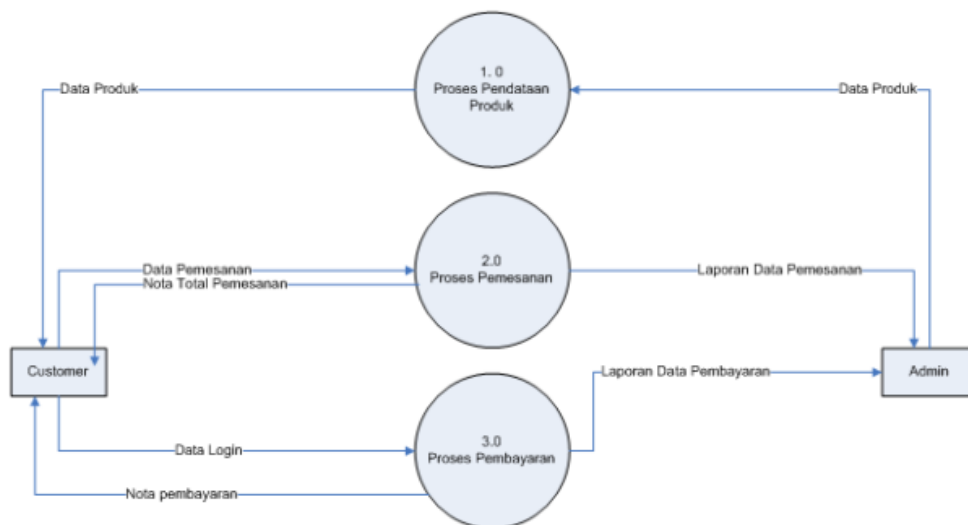 1. 0
Proses Pendataan
Produk
Data Produk
Data Produk
2.0
Proses Pemesanan
Data Pemesanan
Nota Total Pemesanan
Laporan Data Pemesanan
Customer
Admin
Laporan Data Pembayaran
3.0
Proses Pembayaran
Data Login
Nota pembayaran